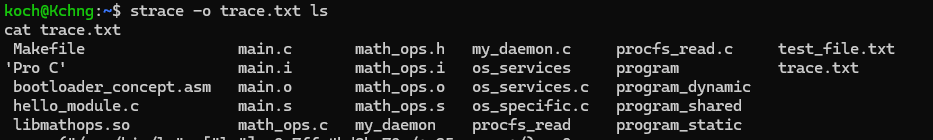 koch@Kchng:~$ strace -o trace.txt ls
cat trace.txt
Makefile main.c math_ops.h my_daemon.c procfs_read.c test_file.txt
'Pro C' main.i math_ops.i os_services program trace.txt
bootloader_concept.asm main.o math_ops.o os_services.c program_dynamic
hello_module.c main.s math_ops.s os_specific.c program_shared
libmathops.so math_ops.c my_daemon procfs_read program_static